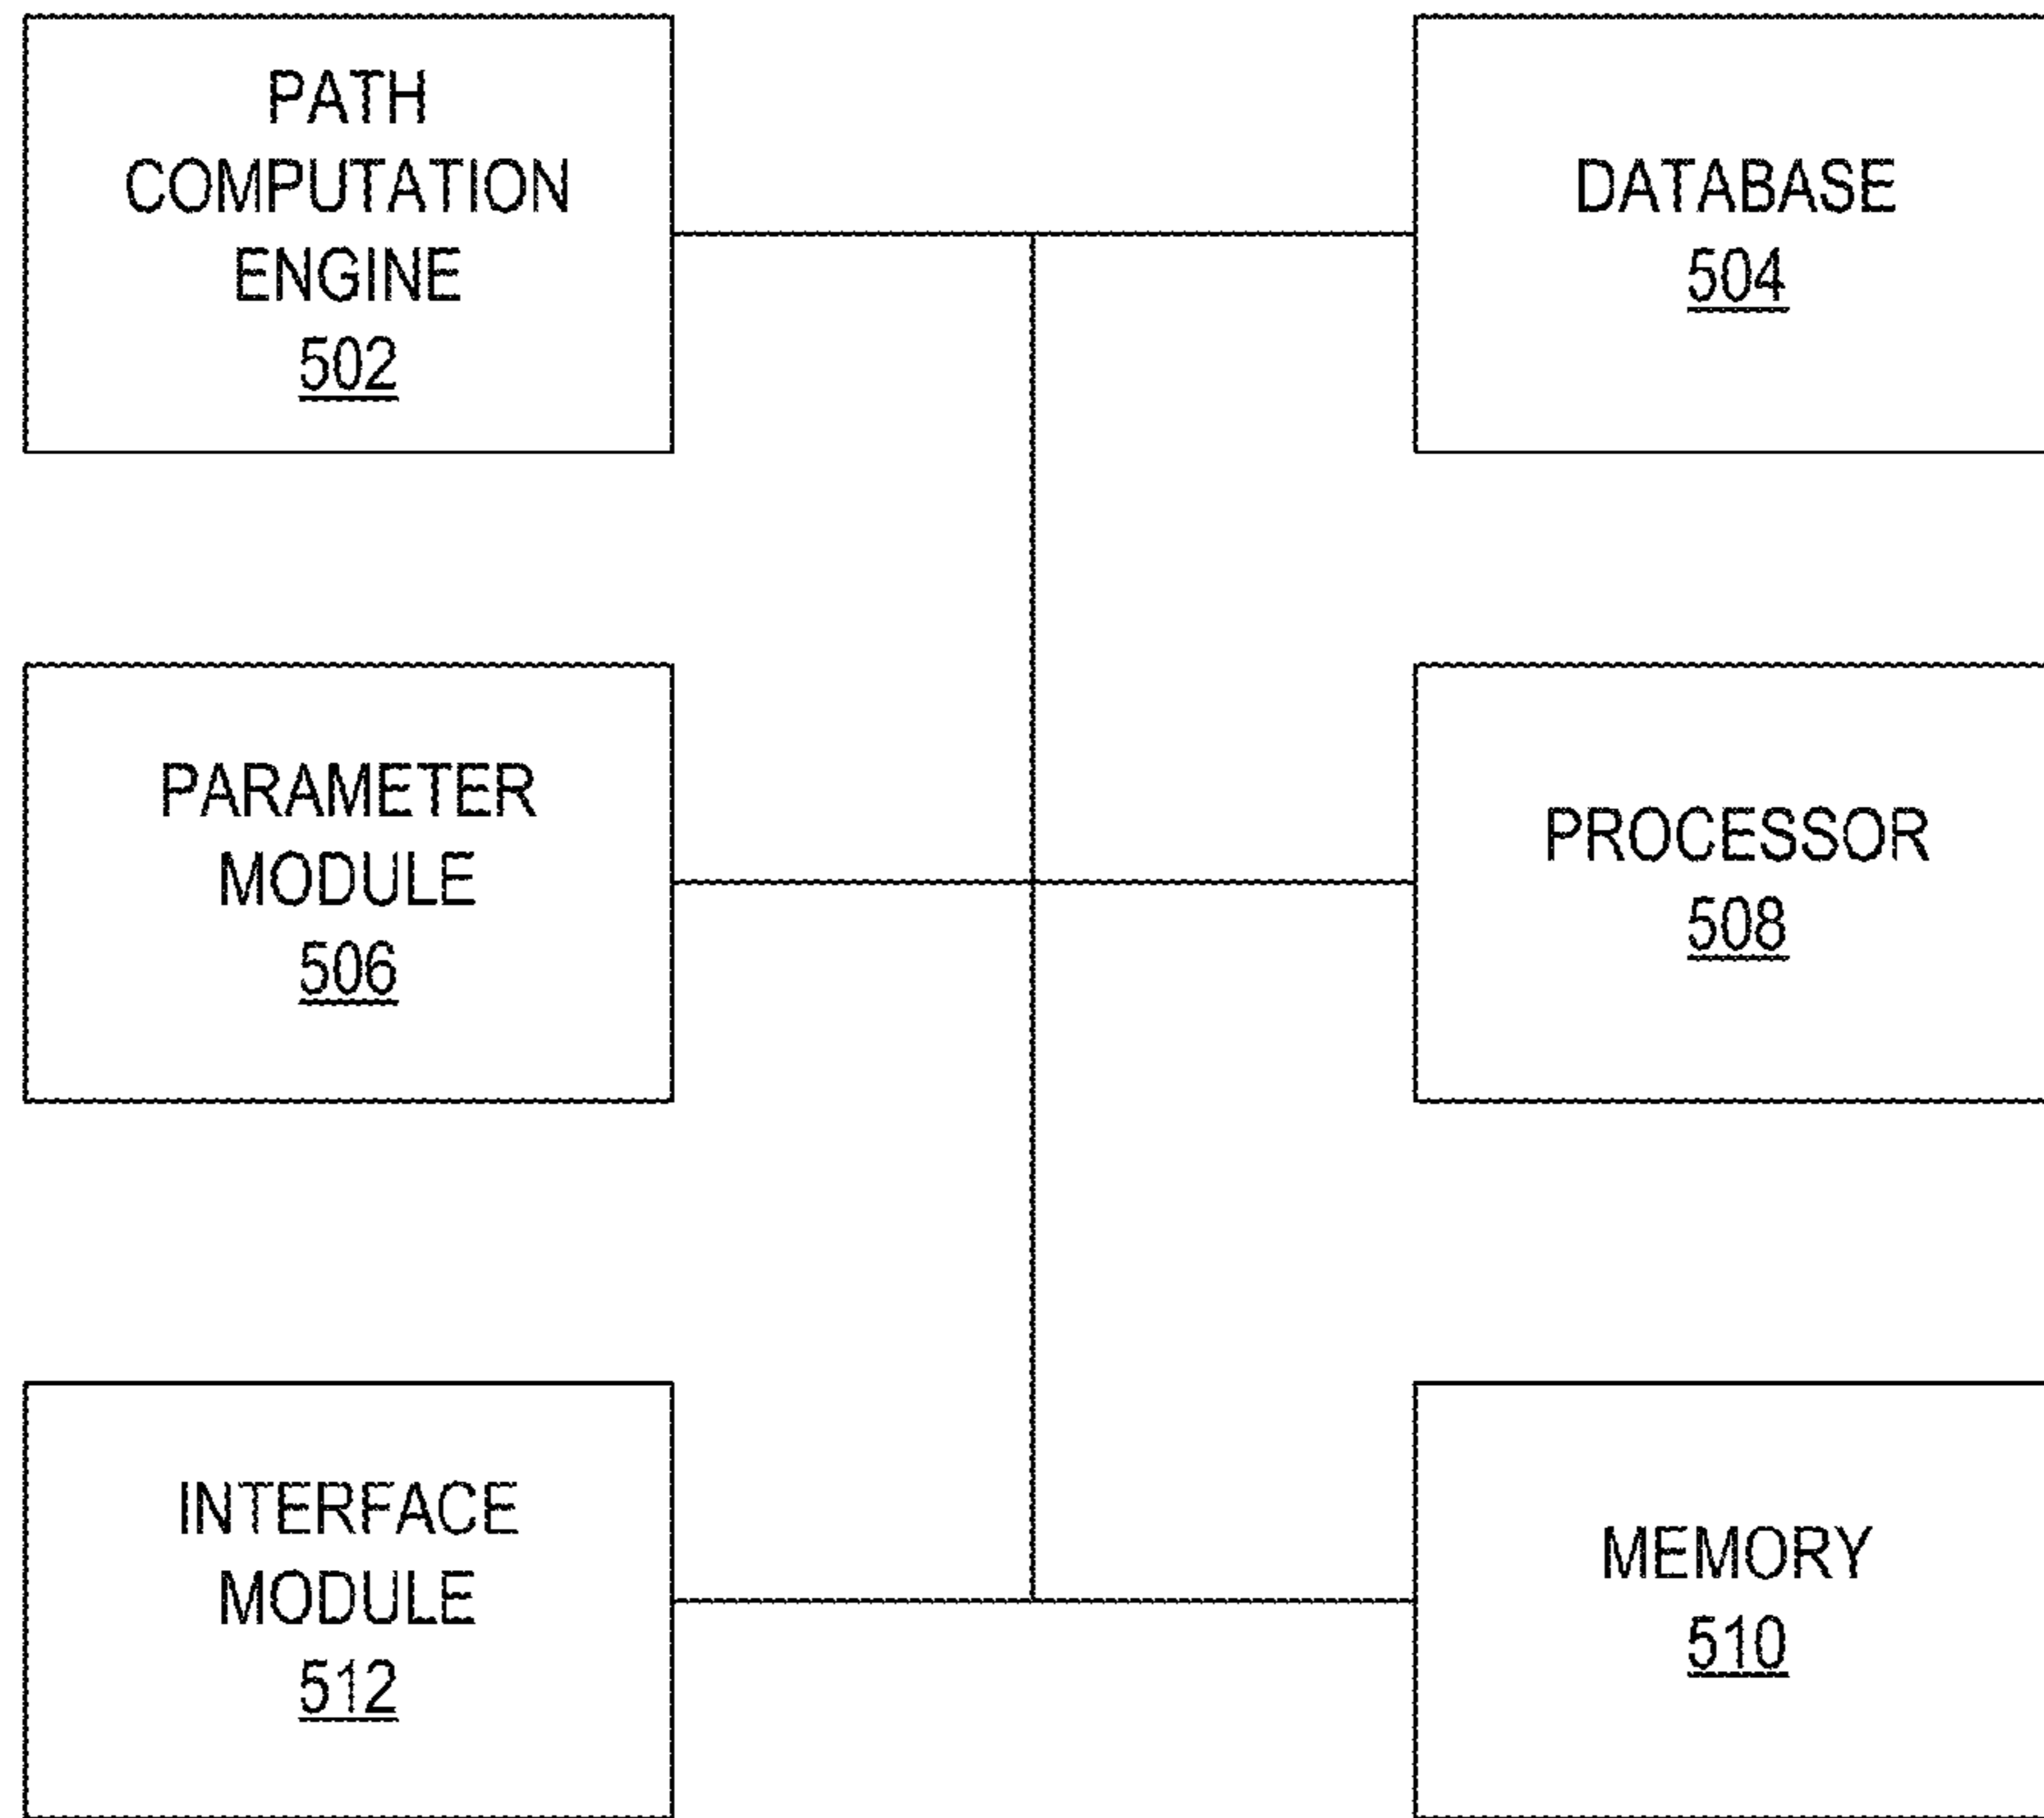 PATH
COMPUTATION
ENGINE
502
DATABASE
504
PARAMETER
MODULE
506
PROCESSOR
508
INTERFACE
MODULE
512
MEMORY
510